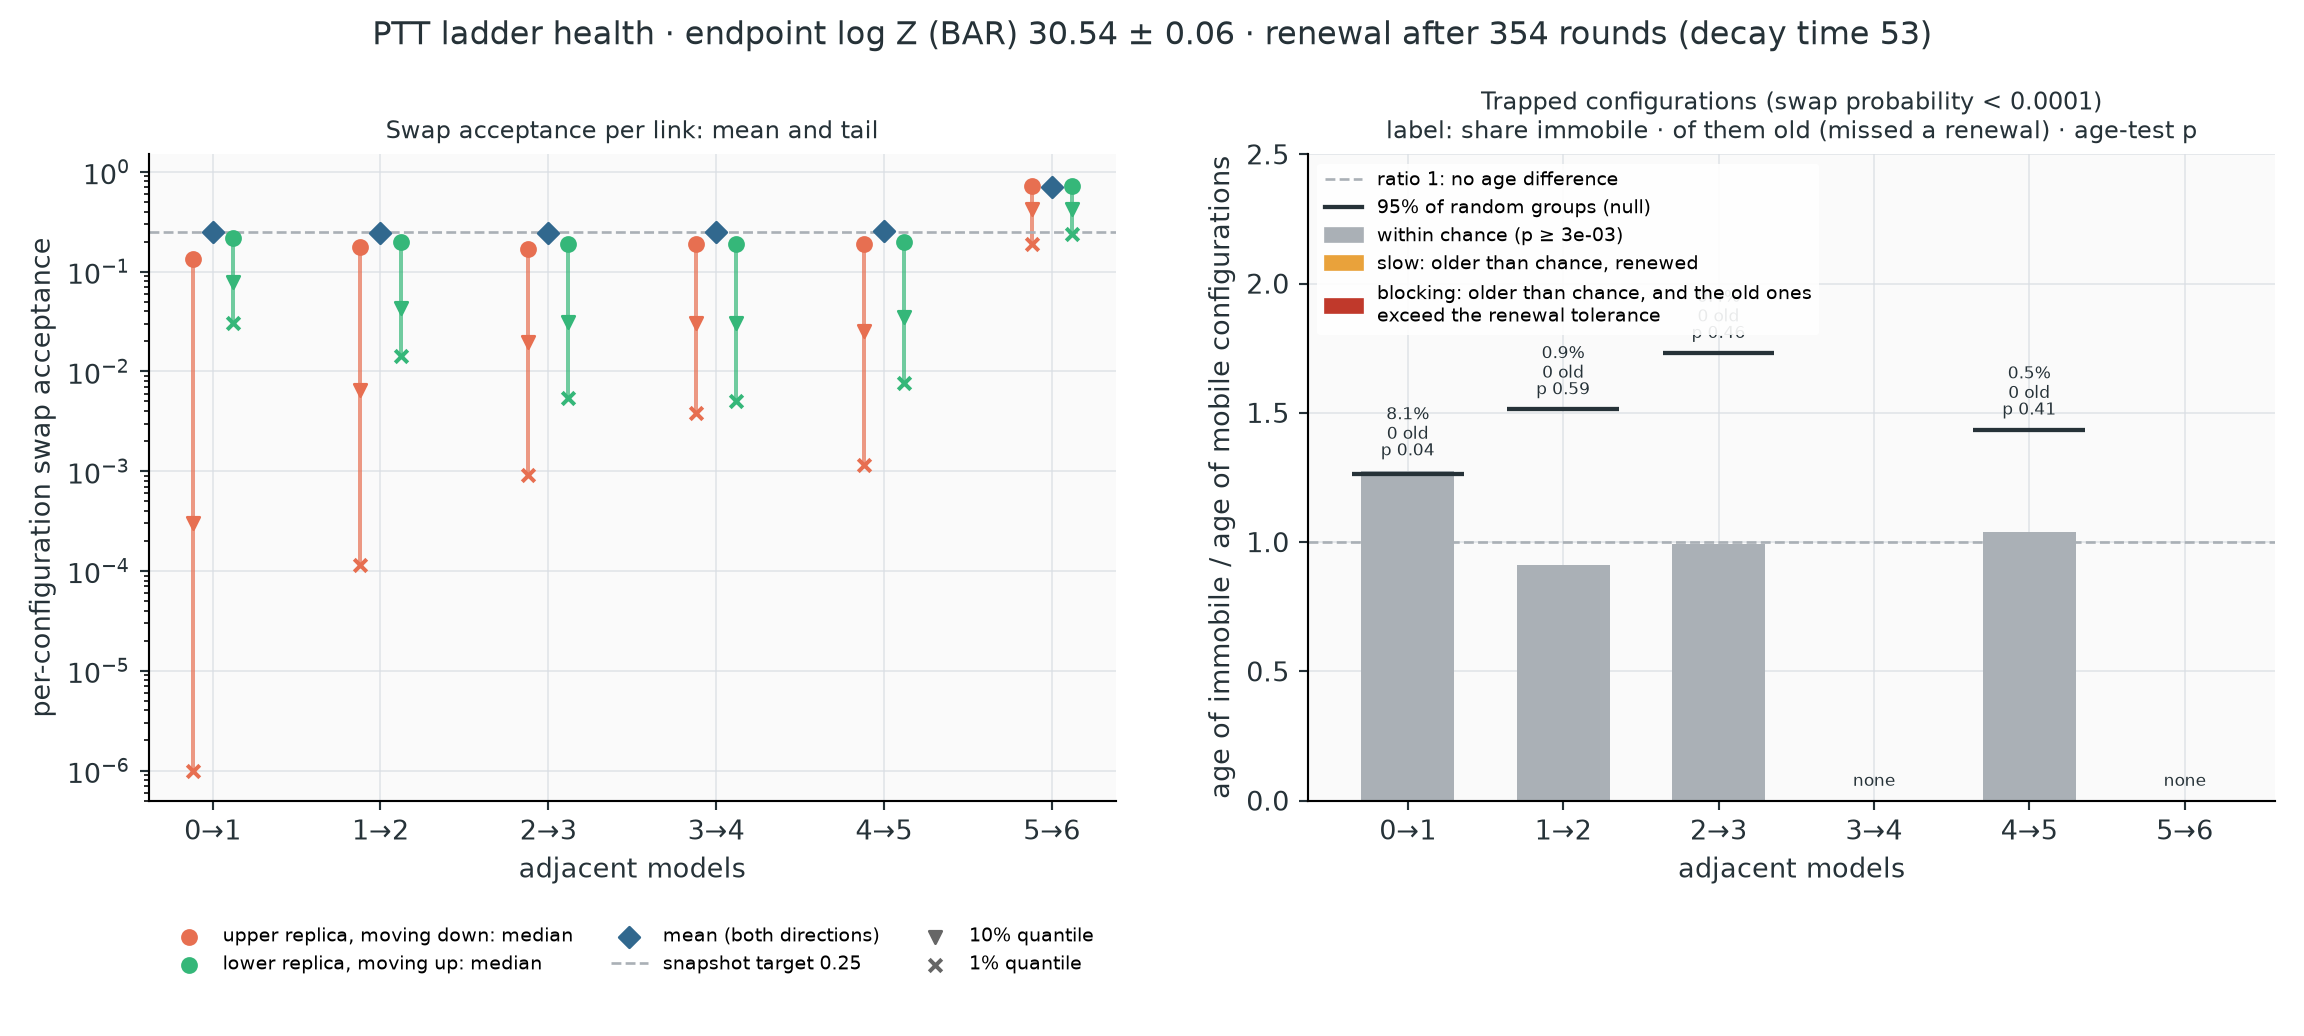 PTT ladder health · endpoint log Z (BAR) 30.54 ± 0.06 · renewal after 354 rounds (decay time 53)
Swap acceptance per link: mean and tail
per-configuration swap acceptance
10⁰
10⁻¹
10⁻²
10⁻³
10⁻⁴
10⁻⁵
10⁻⁶
0→1
1→2
2→3
3→4
4→5
5→6
adjacent models
upper replica, moving down: median
lower replica, moving up: median
mean (both directions)
snapshot target 0.25
10% quantile
1% quantile
Trapped configurations (swap probability < 0.0001)
label: share immobile · of them old (missed a renewal) · age-test p
age of immobile / age of mobile configurations
2.5
2.0
1.5
1.0
0.5
0.0
ratio 1: no age difference
95% of random groups (null)
within chance (p ≥ 3e-03)
slow: older than chance, renewed
blocking: older than chance, and the old ones
exceed the renewal tolerance
8.1%
0 old
p 0.04
0.9%
0 old
p 0.59
0 old
p 0.46
none
0.5%
0 old
p 0.41
none
0→1
1→2
2→3
3→4
4→5
5→6
adjacent models